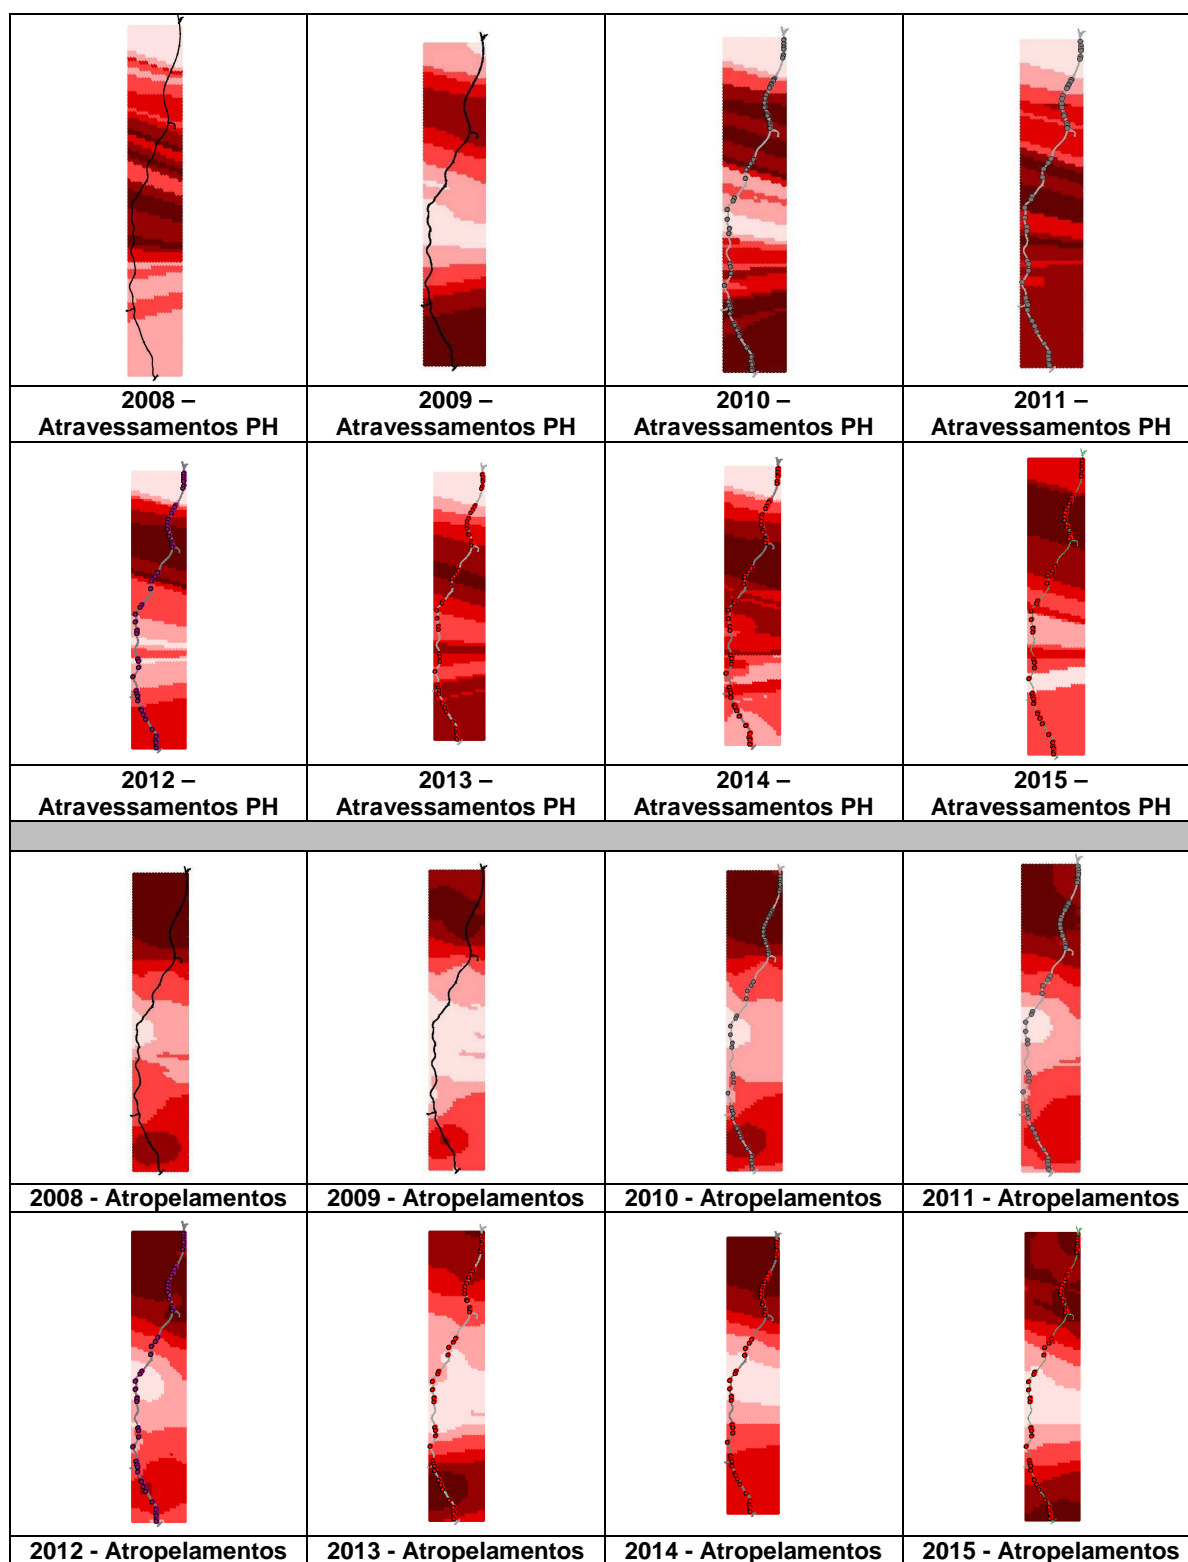 2008 –
Atravessamentos PH
2009 –
Atravessamentos PH
2010 –
Atravessamentos PH
2011 –
Atravessamentos PH
2012 –
Atravessamentos PH
2013 –
Atravessamentos PH
2014 –
Atravessamentos PH
2015 –
Atravessamentos PH
2008 - Atropelamentos
2009 - Atropelamentos
2010 - Atropelamentos
2011 - Atropelamentos
2012 - Atropelamentos
2013 - Atropelamentos
2014 - Atropelamentos
2015 - Atropelamentos